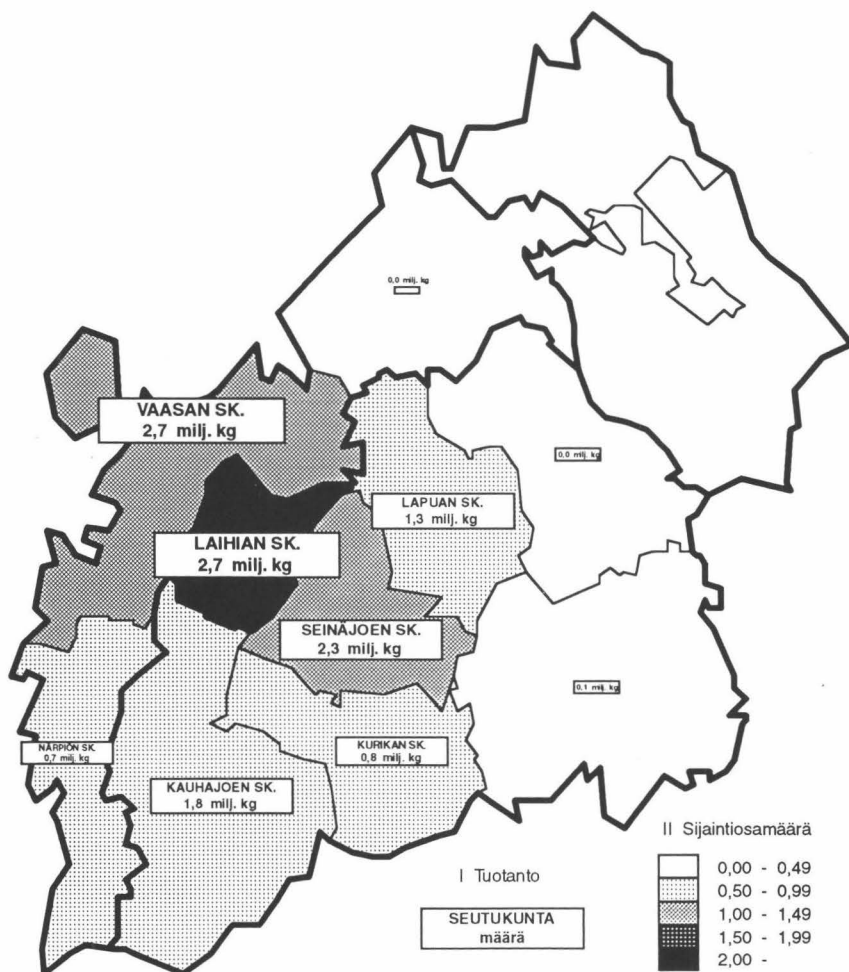 0,0 milj. kg
VAASAN SK.
2,7 milj. kg
0,0 milj. kg
LAPUAN SK.
1,3 milj. kg
LAIHIAN SK.
2,7 milj. kg
SEINÄJOEN SK.
2,3 milj. kg
0,1 milj. kg
NÄRPIÖN SK.
0,7 milj. kg
KURIKAN SK.
0,8 milj. kg
KAUHAJOEN SK.
1,8 milj. kg
I Tuotanto
SEUTUKUNTA
määrä
II Sijaintiosamäärä
0,00 - 0,49
0,50 - 0,99
1,00 - 1,49
1,50 - 1,99
2,00 -